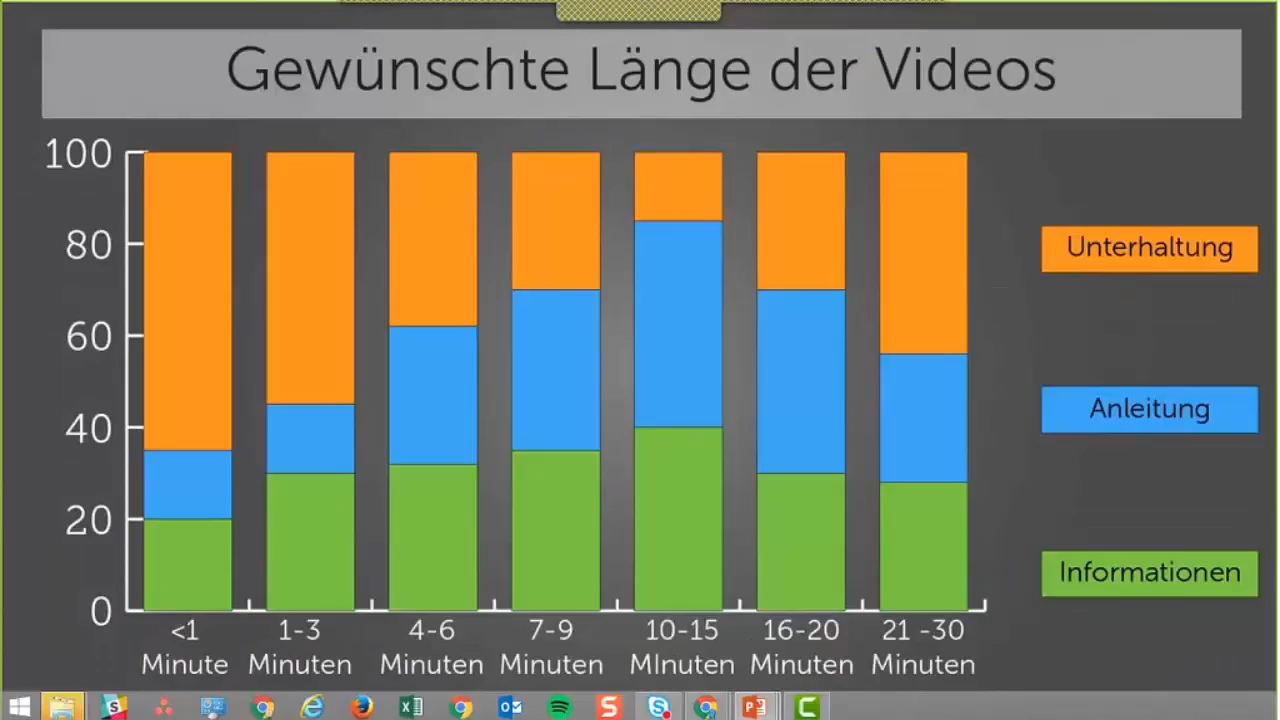 Gewünschte Länge der Videos
100
80
60
40
20
0
<1 Minute
1-3 Minuten
4-6 Minuten
7-9 Minuten
10-15 MInuten
16-20 Minuten
21 -30 Minuten
Unterhaltung
Anleitung
Informationen